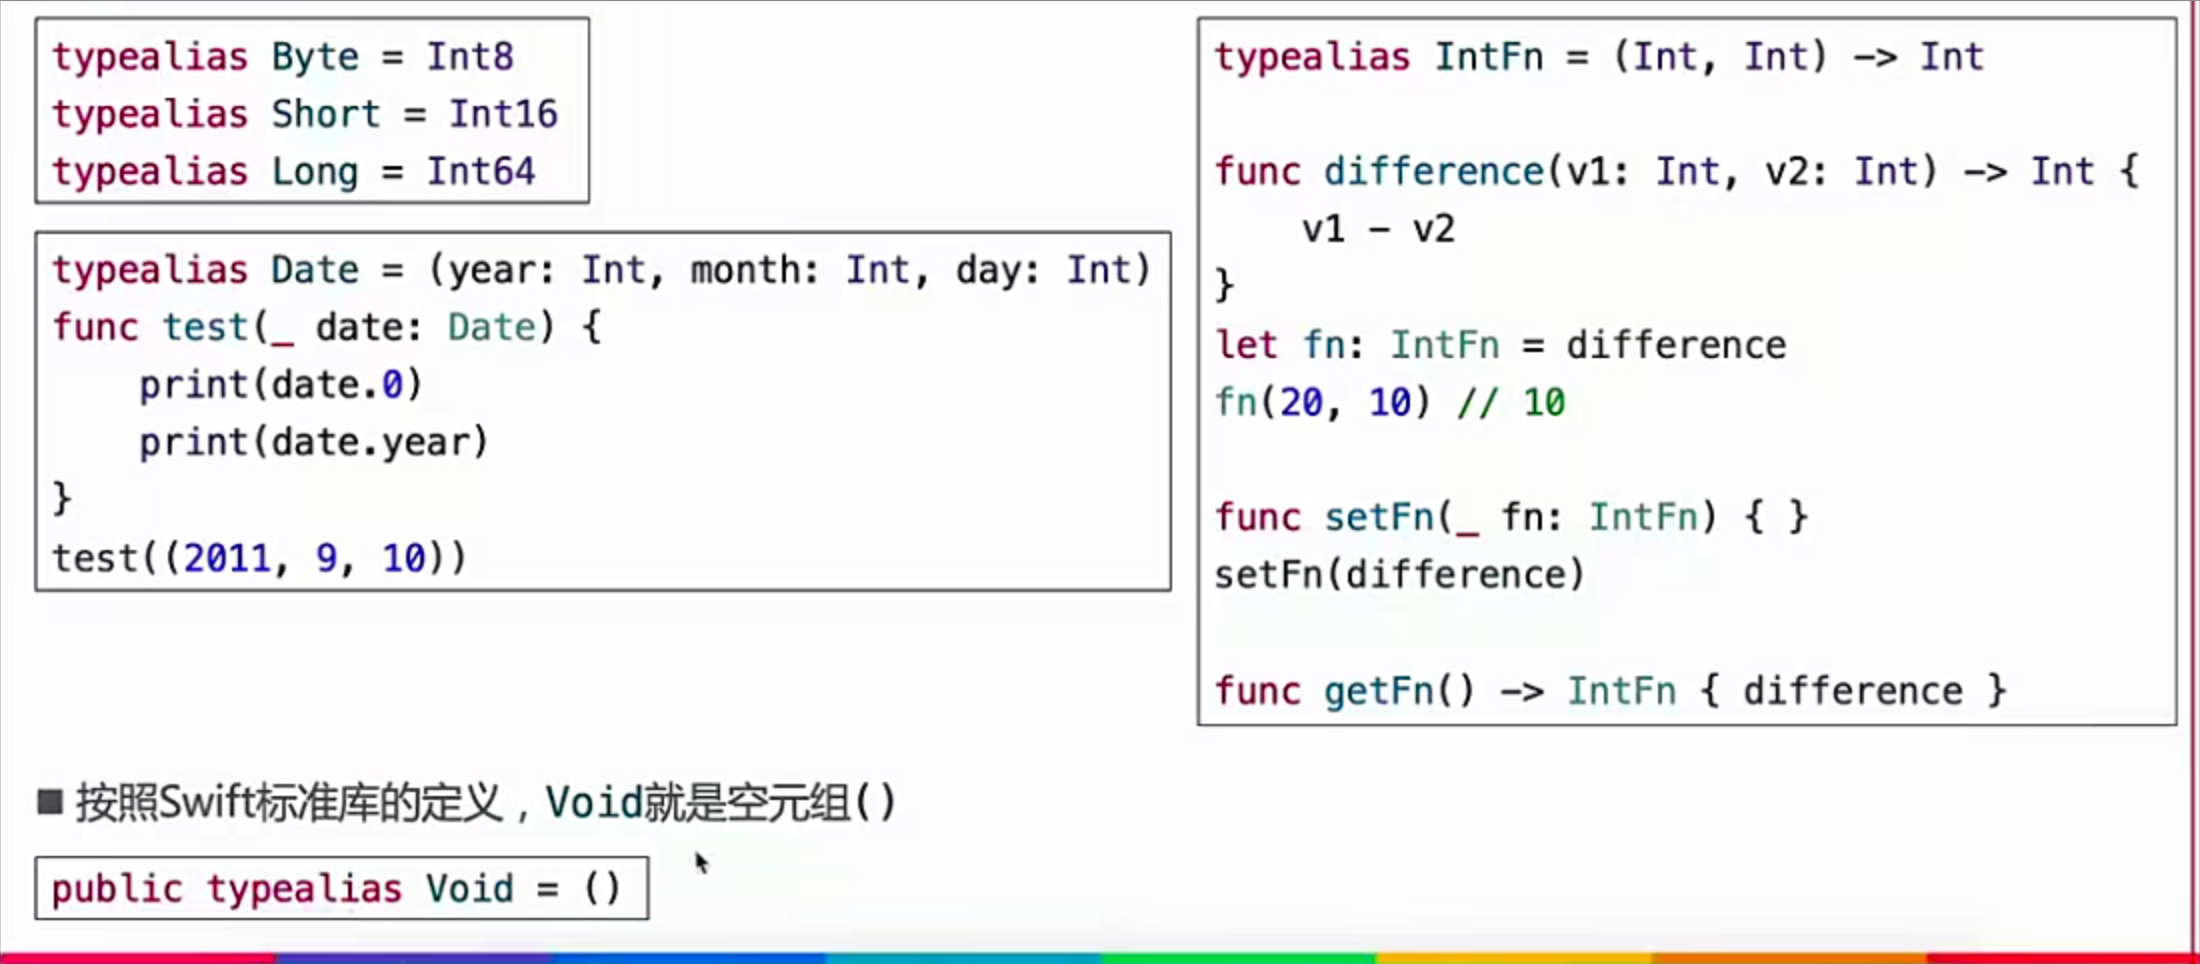 typealias Byte = Int8
typealias Short = Int16
typealias Long = Int64
typealias Date = (year: Int, month: Int, day: Int)
func test(_ date: Date) {
    print(date.0)
    print(date.year)
}
test((2011, 9, 10))
typealias IntFn = (Int, Int) -> Int
func difference(v1: Int, v2: Int) -> Int {
    v1 - v2
}
let fn: IntFn = difference
fn(20, 10) // 10
func setFn(_ fn: IntFn) { }
setFn(difference)
func getFn() -> IntFn { difference }
■ 按照Swift标准库的定义，Void就是空元组()
public typealias Void = ()